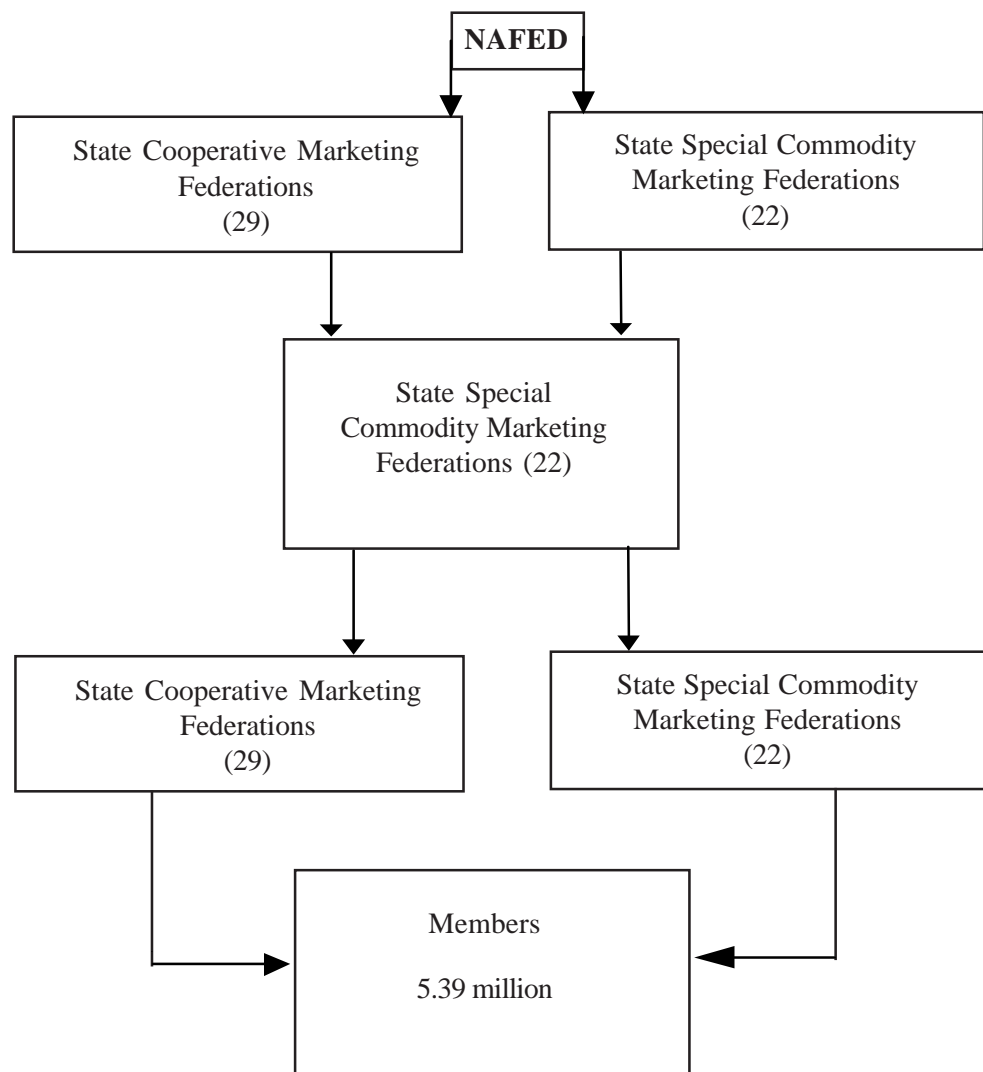 NAFED
State Cooperative Marketing
Federations
(29)
State Special Commodity
Marketing Federations
(22)
State Special
Commodity Marketing
Federations (22)
State Cooperative Marketing
Federations
(29)
State Special Commodity
Marketing Federations
(22)
Members
5.39 million